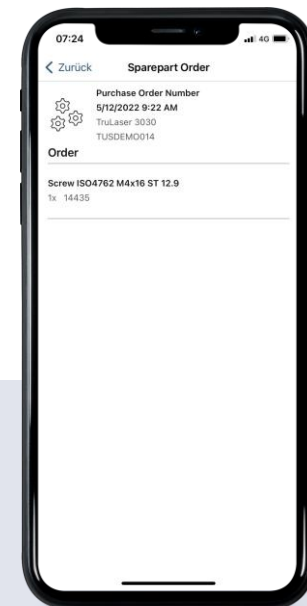 07:24
4G
Zurück
Sparepart Order
Purchase Order Number
5/12/2022 9:22 AM
TruLaser 3030
TUSDEMO014
Order
Screw ISO4762 M4x16 ST 12.9
1x 14435